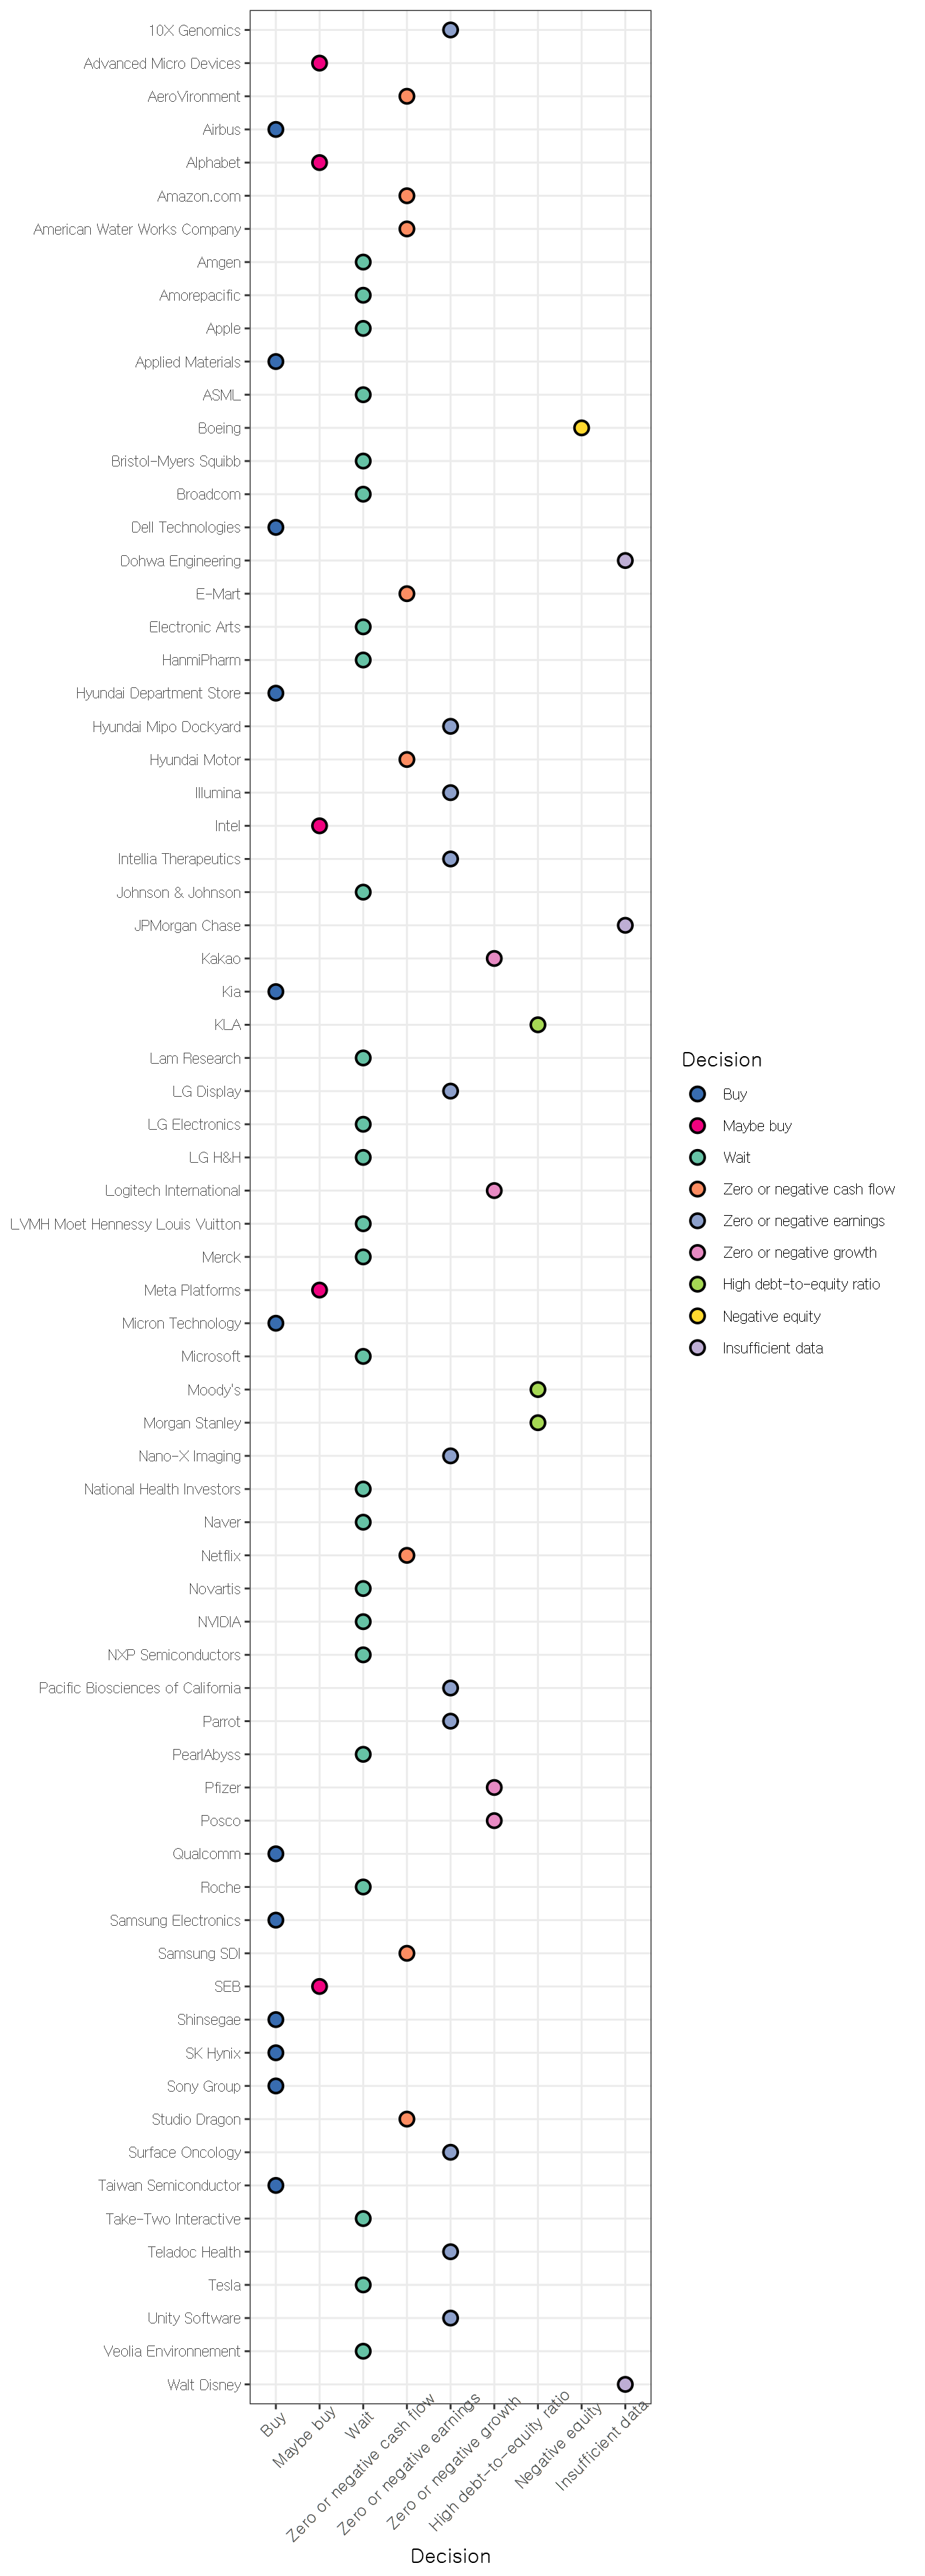 10X Genomics
Advanced Micro Devices
AeroVironment
Airbus
Alphabet
Amazon.com
American Water Works Company
Amgen
Amorepacific
Apple
Applied Materials
ASML
Boeing
Bristol-Myers Squibb
Broadcom
Dell Technologies
Dohwa Engineering
E-Mart
Electronic Arts
HanmiPharm
Hyundai Department Store
Hyundai Mipo Dockyard
Hyundai Motor
Illumina
Intel
Intellia Therapeutics
Johnson & Johnson
JPMorgan Chase
Kakao
Kia
KLA
Lam Research
LG Display
LG Electronics
LG H&H
Logitech International
LVMH Moet Hennessy Louis Vuitton
Merck
Meta Platforms
Micron Technology
Microsoft
Moody's
Morgan Stanley
Nano-X Imaging
National Health Investors
Naver
Netflix
Novartis
NVIDIA
NXP Semiconductors
Pacific Biosciences of California
Parrot
PearlAbyss
Pfizer
Posco
Qualcomm
Roche
Samsung Electronics
Samsung SDI
SEB
Shinsegae
SK Hynix
Sony Group
Studio Dragon
Surface Oncology
Taiwan Semiconductor
Take-Two Interactive
Teladoc Health
Tesla
Unity Software
Veolia Environnement
Walt Disney
Buy
Maybe buy
Wait
Zero or negative cash flow
Zero or negative earnings
Zero or negative growth
High debt-to-equity ratio
Negative equity
Insufficient data
Decision
Decision
Buy
Maybe buy
Wait
Zero or negative cash flow
Zero or negative earnings
Zero or negative growth
High debt-to-equity ratio
Negative equity
Insufficient data